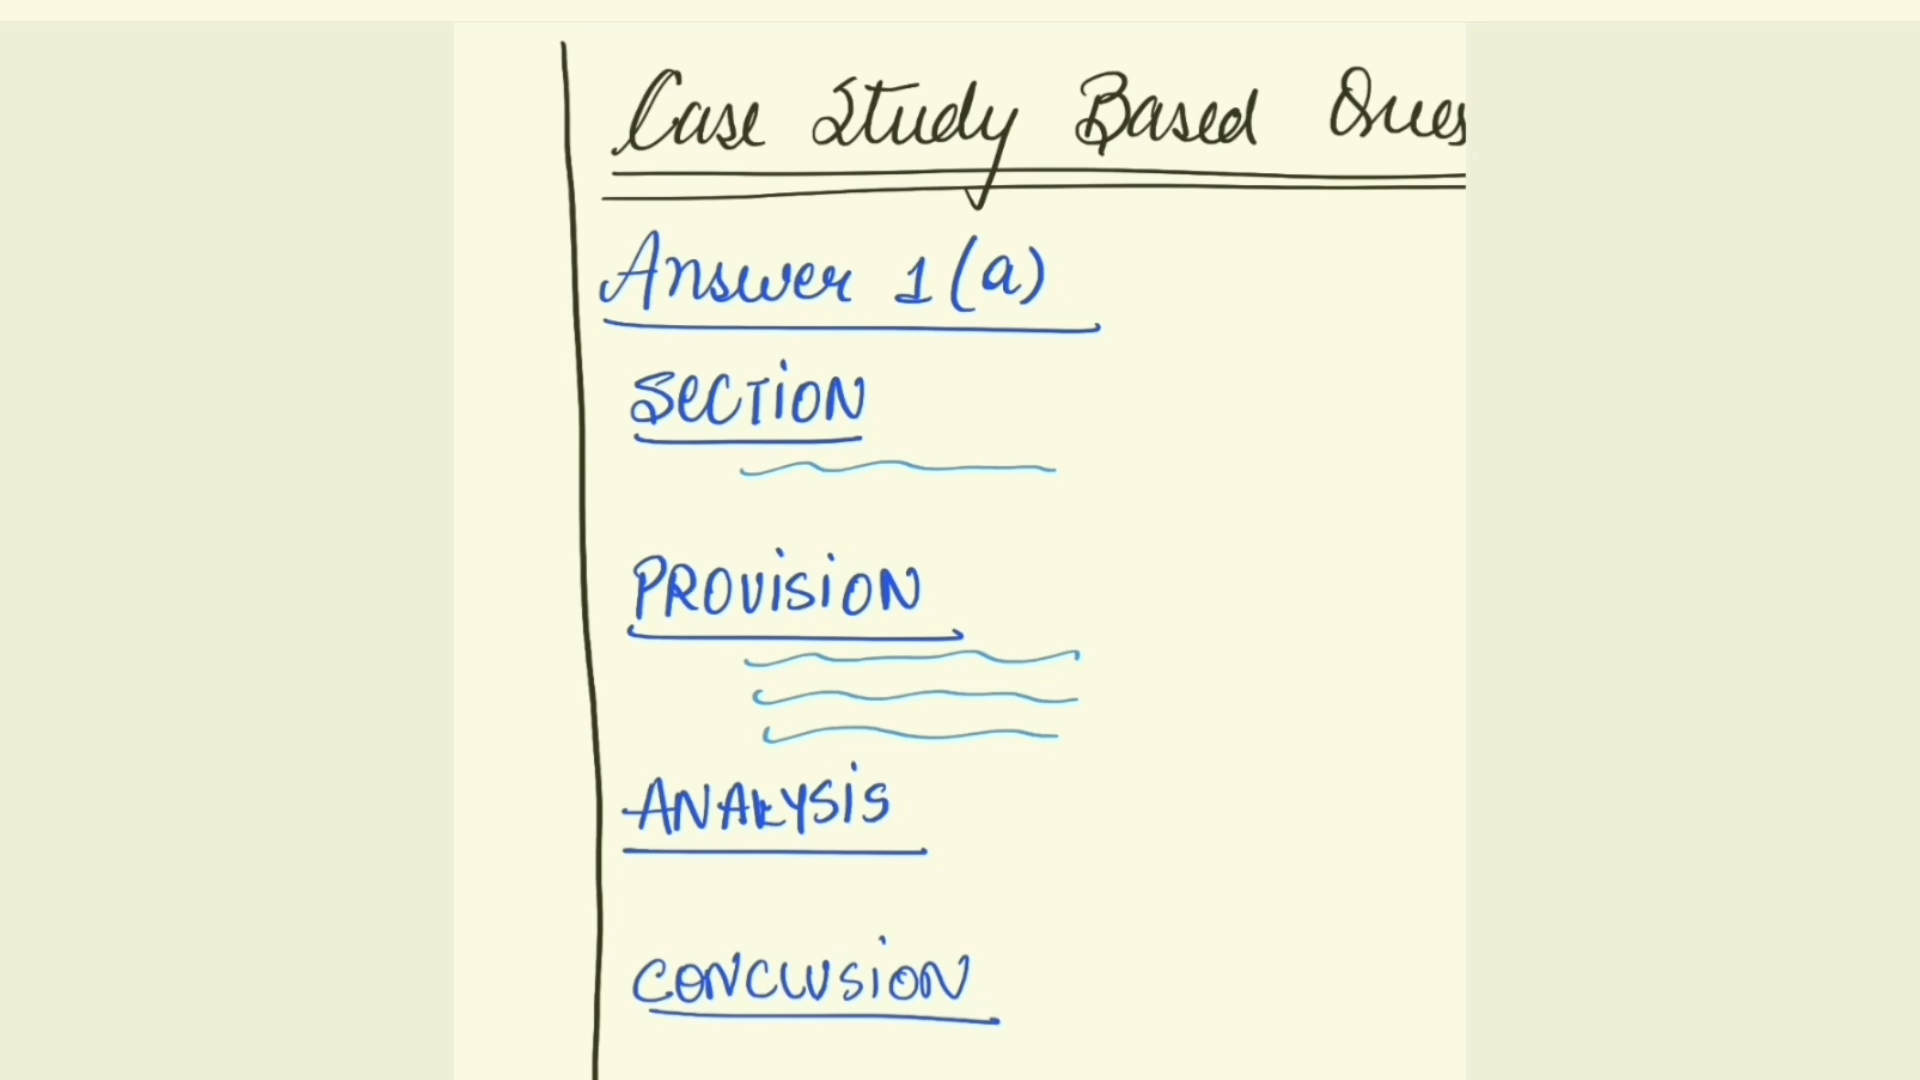 Case Study Based Ques
Answer 1 (a)
SECTiON
PROViSiON
ANALYSiS
CONCLUSiON